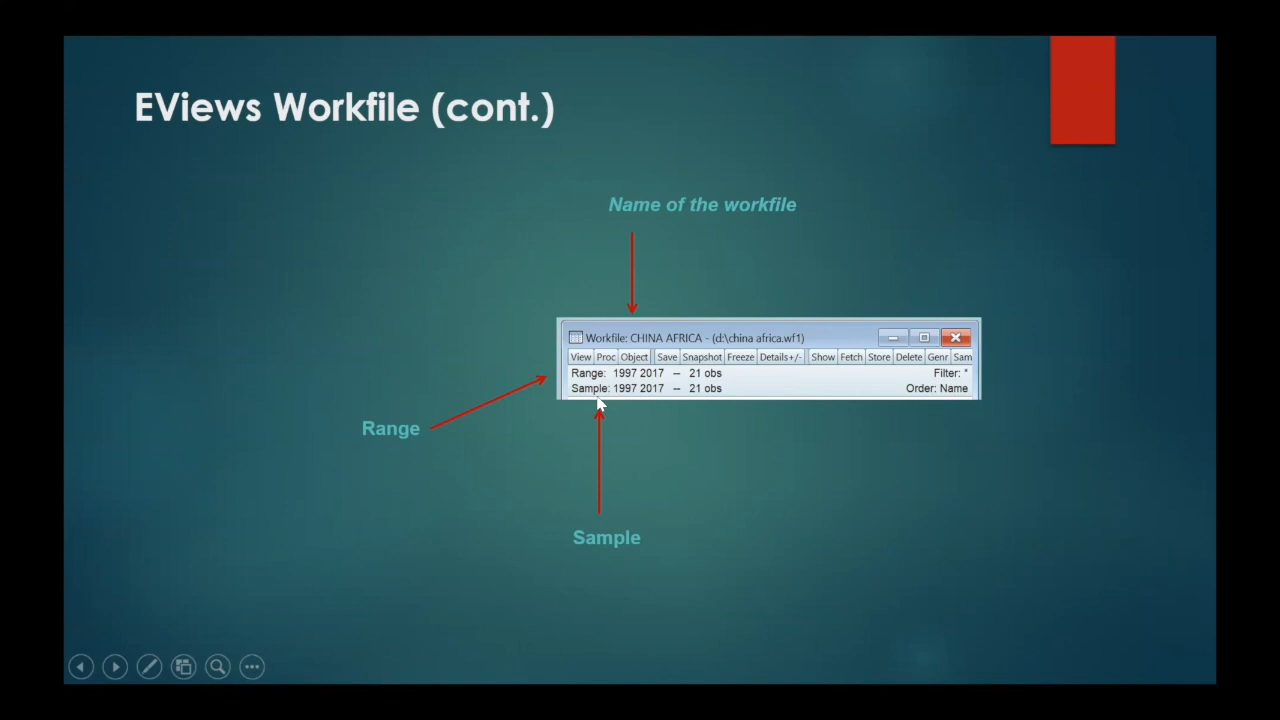 EViews Workfile (cont.)
Name of the workfile
Workfile: CHINA AFRICA - (d:\china africa.wf1)
View Proc Object Save Snapshot Freeze Details+/- Show Fetch Store Delete Genr Sam
Range: 1997 2017 -- 21 obs Filter: *
Sample: 1997 2017 -- 21 obs Order: Name
Range
Sample